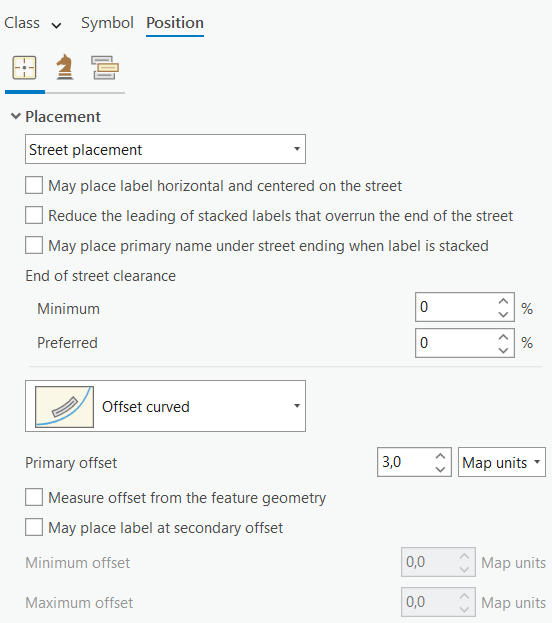 Class Symbol Position
Placement
Street placement
May place label horizontal and centered on the street
Reduce the leading of stacked labels that overrun the end of the street
May place primary name under street ending when label is stacked
End of street clearance
Minimum 0 %
Preferred 0 %
Offset curved
Primary offset 3,0 Map units
Measure offset from the feature geometry
May place label at secondary offset
Minimum offset 0,0 Map units
Maximum offset 0,0 Map units